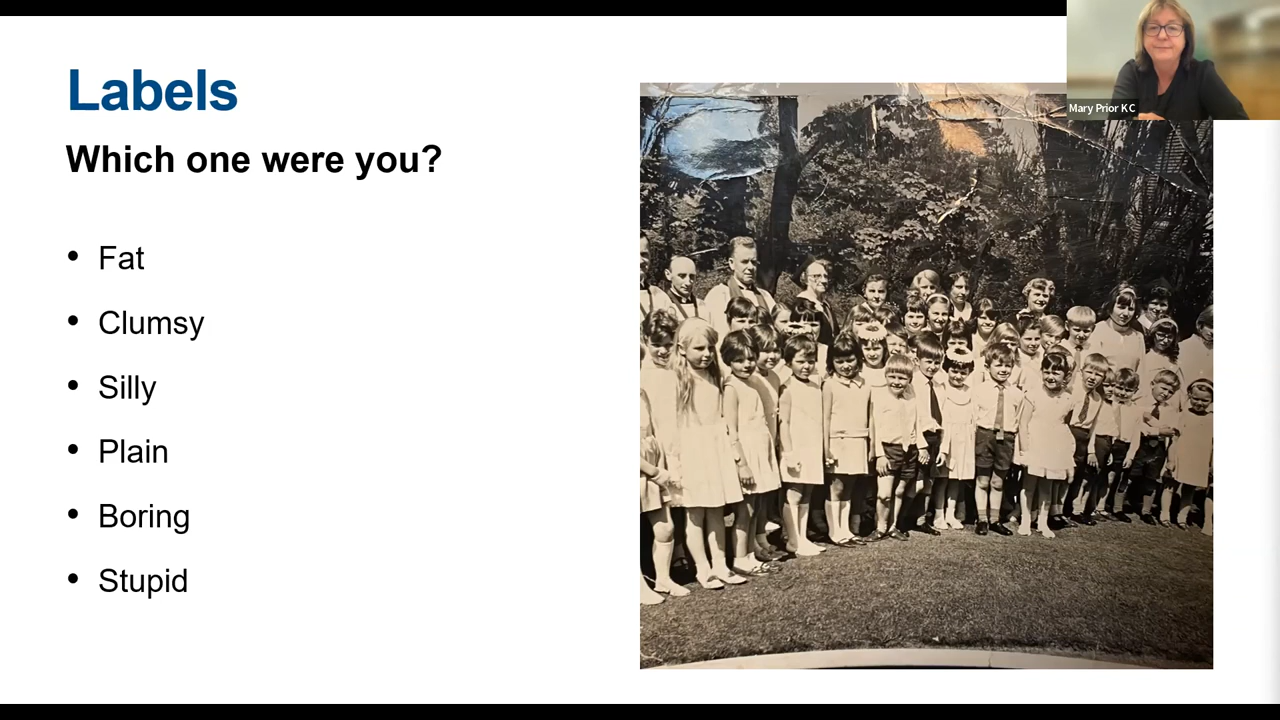 Labels
Which one were you?
• Fat
• Clumsy
• Silly
• Plain
• Boring
• Stupid
Mary Prior KC